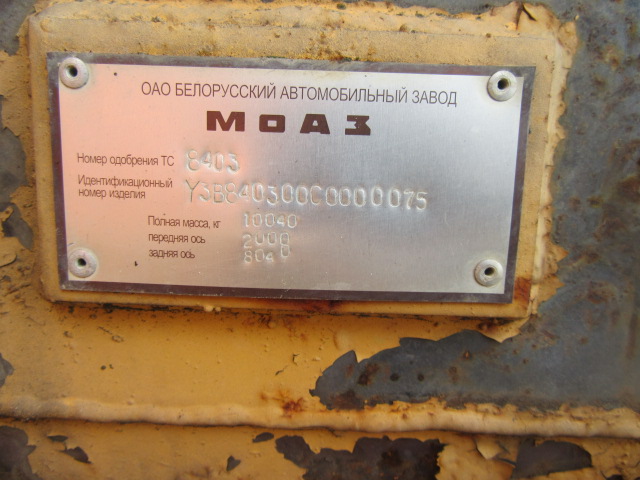 ОАО БЕЛОРУССКИЙ АВТОМОБИЛЬНЫЙ ЗАВОД
МоАЗ
Номер одобрения ТС 8403
Идентификационный
номер изделия Y3B840300C0000075
Полная масса, кг 10040
передняя ось 2000
задняя ось 8040